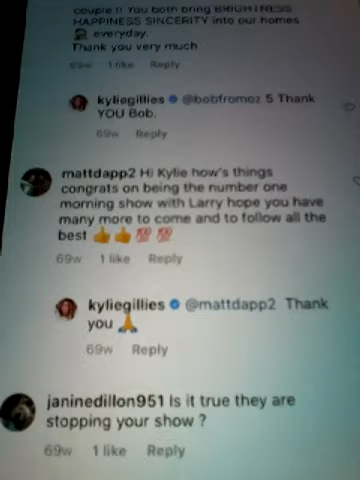 couple !! You both bring BRIGHTNESS
HAPPINESS SINCERITY into our homes
everyday.
Thank you very much
69w 1 like Reply
kyliegillies @bobfromoz 5 Thank
YOU Bob.
69w Reply
mattdapp2 Hi Kylie how's things
congrats on being the number one
morning show with Larry hope you have
many more to come and to follow all the
best 👍👍💯💯
69w 1 like Reply
kyliegillies @mattdapp2 Thank
you 🙏
69w Reply
janinedillon951 Is it true they are
stopping your show ?
69w 1 like Reply